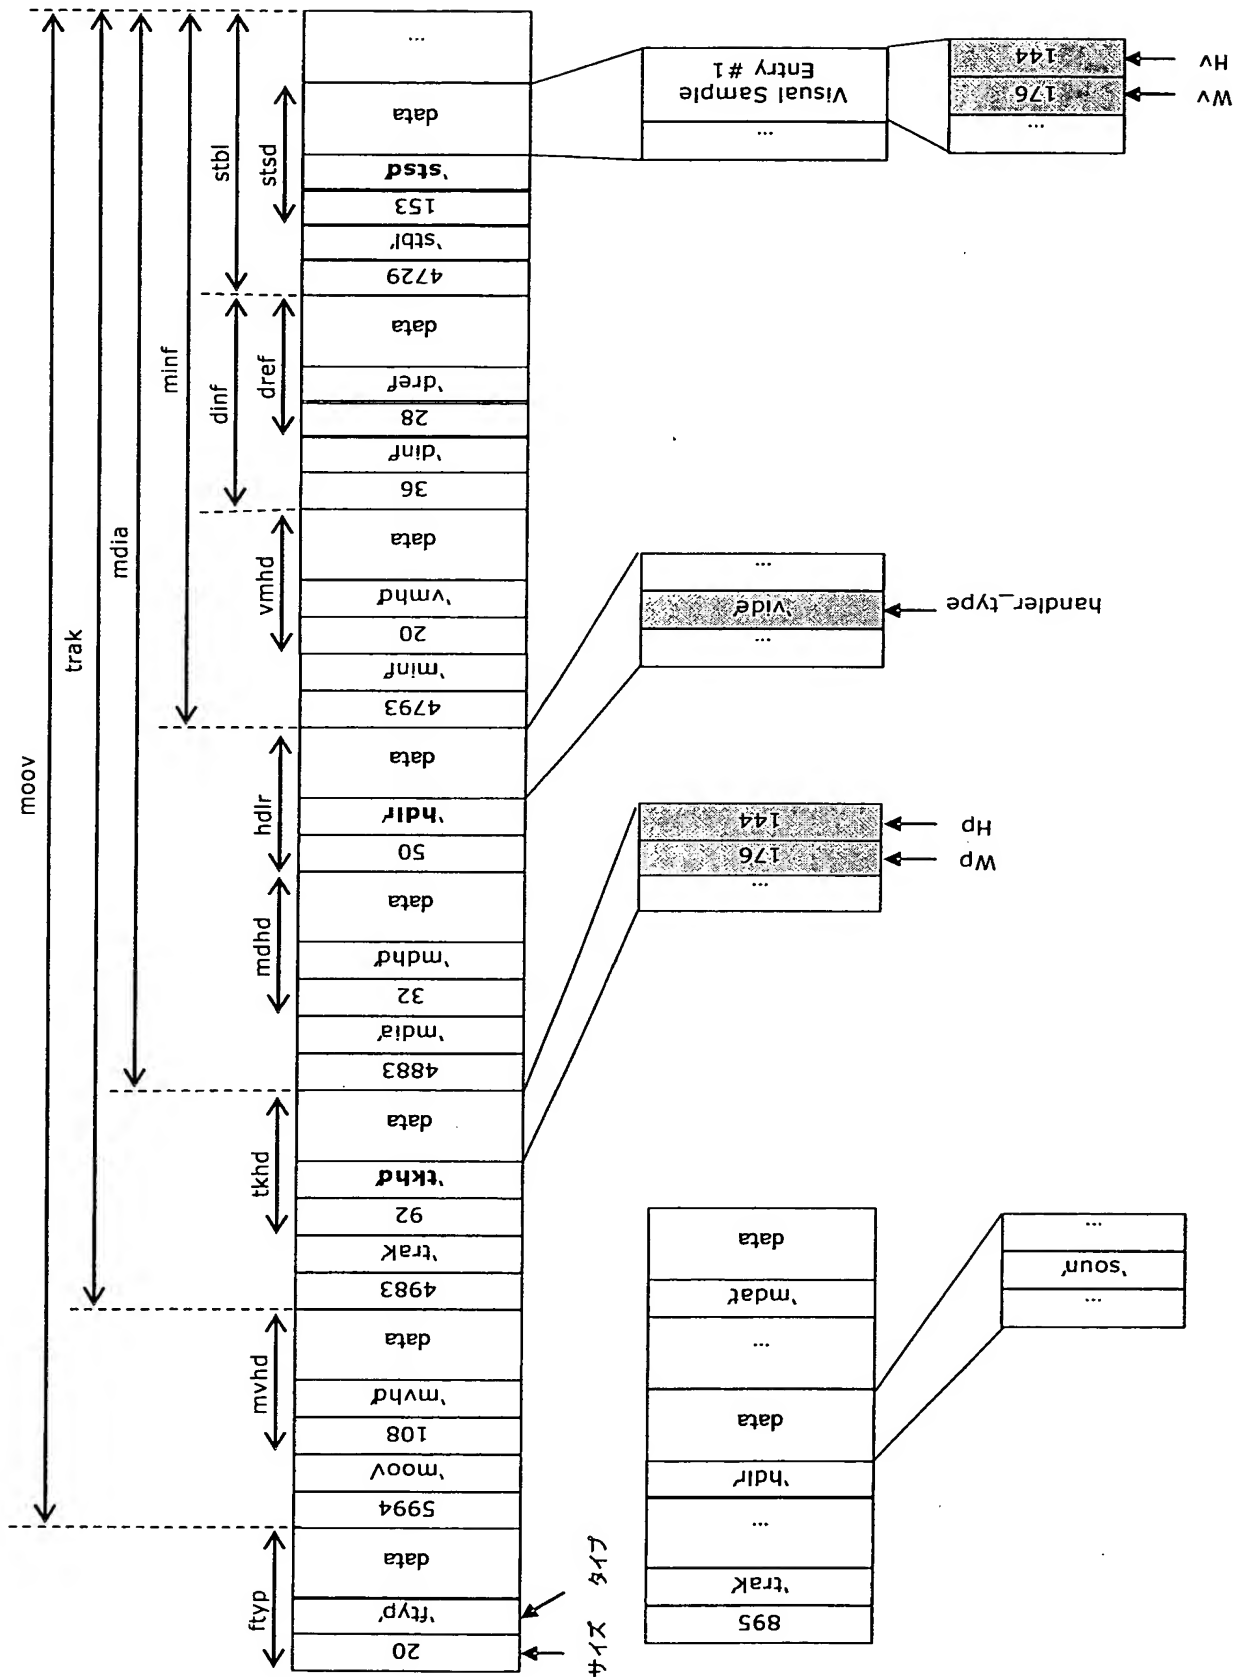 サイズ
タイプ
20
'ftyp'
data
5994
'moov'
108
'mvhd'
data
4983
'trak'
92
'tkhd'
data
4883
'mdia'
32
'mdhd'
data
50
'hdlr'
data
4793
'minf'
20
'vmhd'
data
36
'dinf'
28
'dref'
data
4729
'stbl'
153
'stsd'
data
...
ftyp
mvhd
tkhd
mdhd
hdlr
vmhd
dref
dinf
stsd
stbl
minf
mdia
trak
moov
895
'trak'
...
'hdlr'
data
...
'mdat'
data
...
'soun'
...
...
176
144
Wp
Hp
...
'vide'
...
handler_type
...
Visual Sample
Entry #1
...
176
144
Wv
Hv